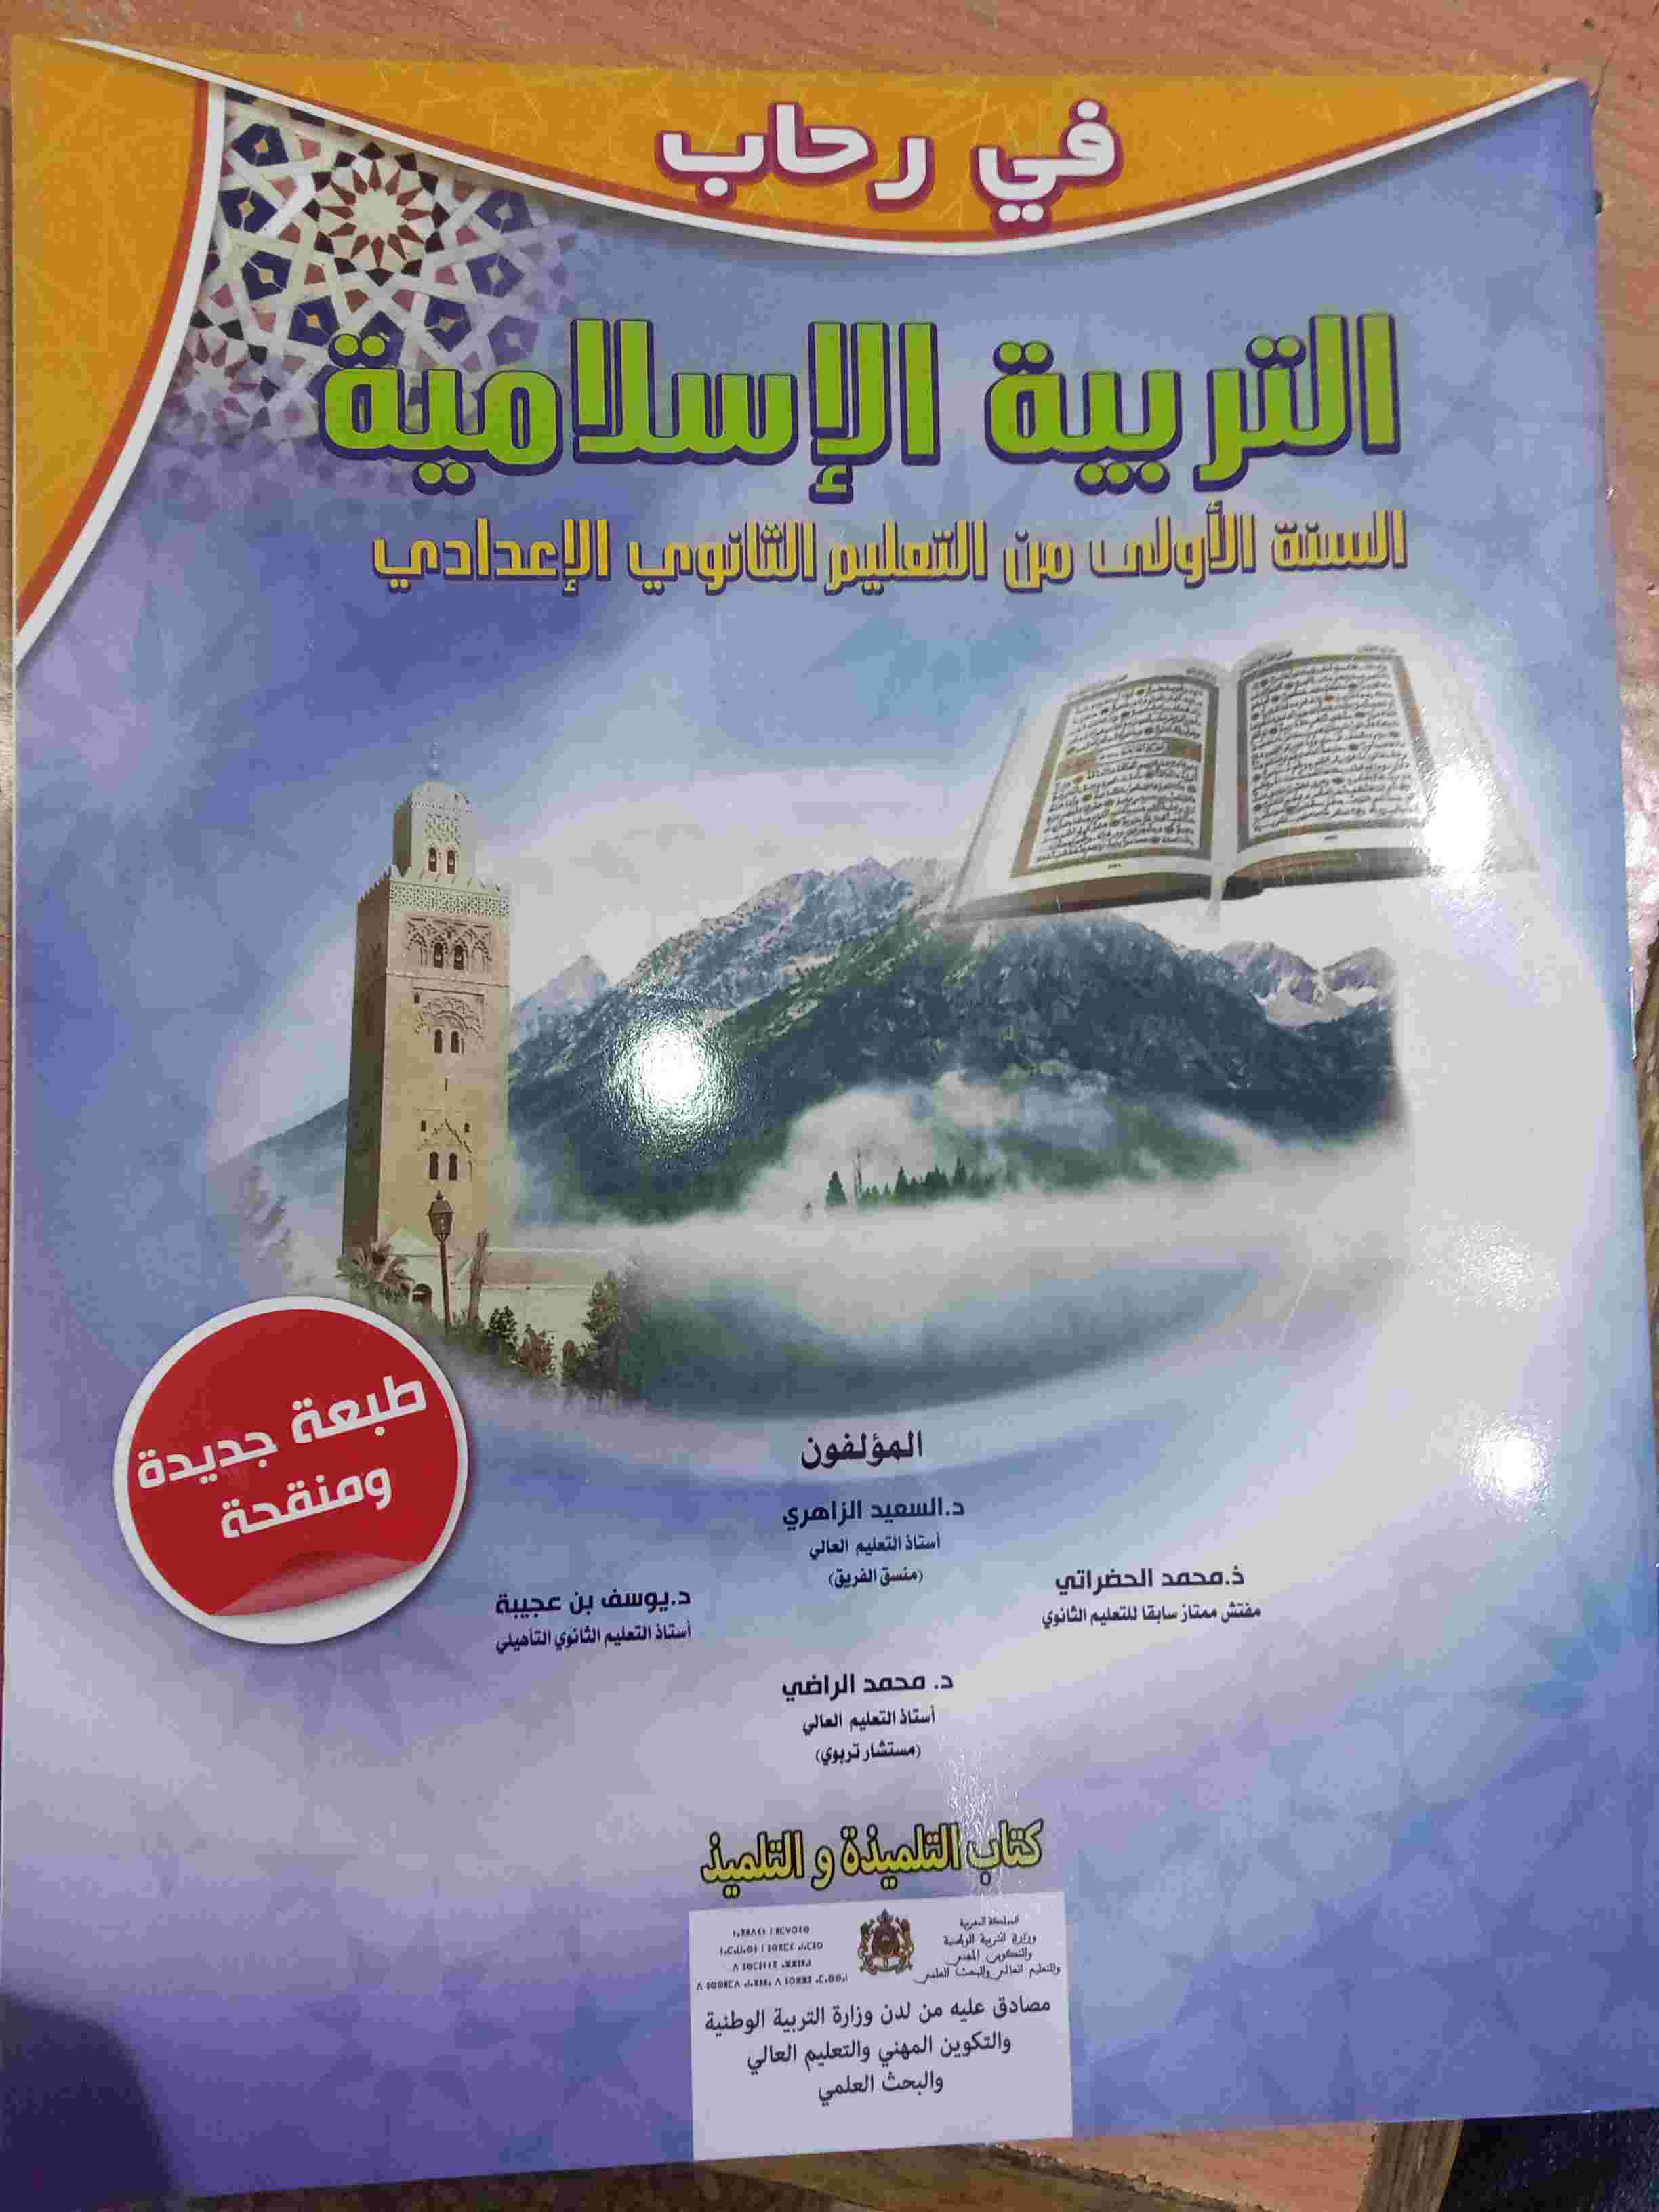 في رحاب
التربية الإسلامية
السنة الأولى من التعليم الثانوي الإعدادي
طبعة جديدة
ومنقحة
المؤلفون
د.السعيد الزاهري
أستاذ التعليم العالي
(منسق الفريق)
ذ.محمد الحضراتي
مفتش ممتاز سابقا للتعليم الثانوي
د.يوسف بن عجيبة
أستاذ التعليم الثانوي التأهيلي
د. محمد الراضي
أستاذ التعليم العالي
(مستشار تربوي)
كتاب التلميذة و التلميذ
المملكة المغربية
وزارة التربية الوطنية
والتكوين المهني
والتعليم العالي والبحث العلمي
مصادق عليه من لدن وزارة التربية الوطنية
والتكوين المهني والتعليم العالي
والبحث العلمي